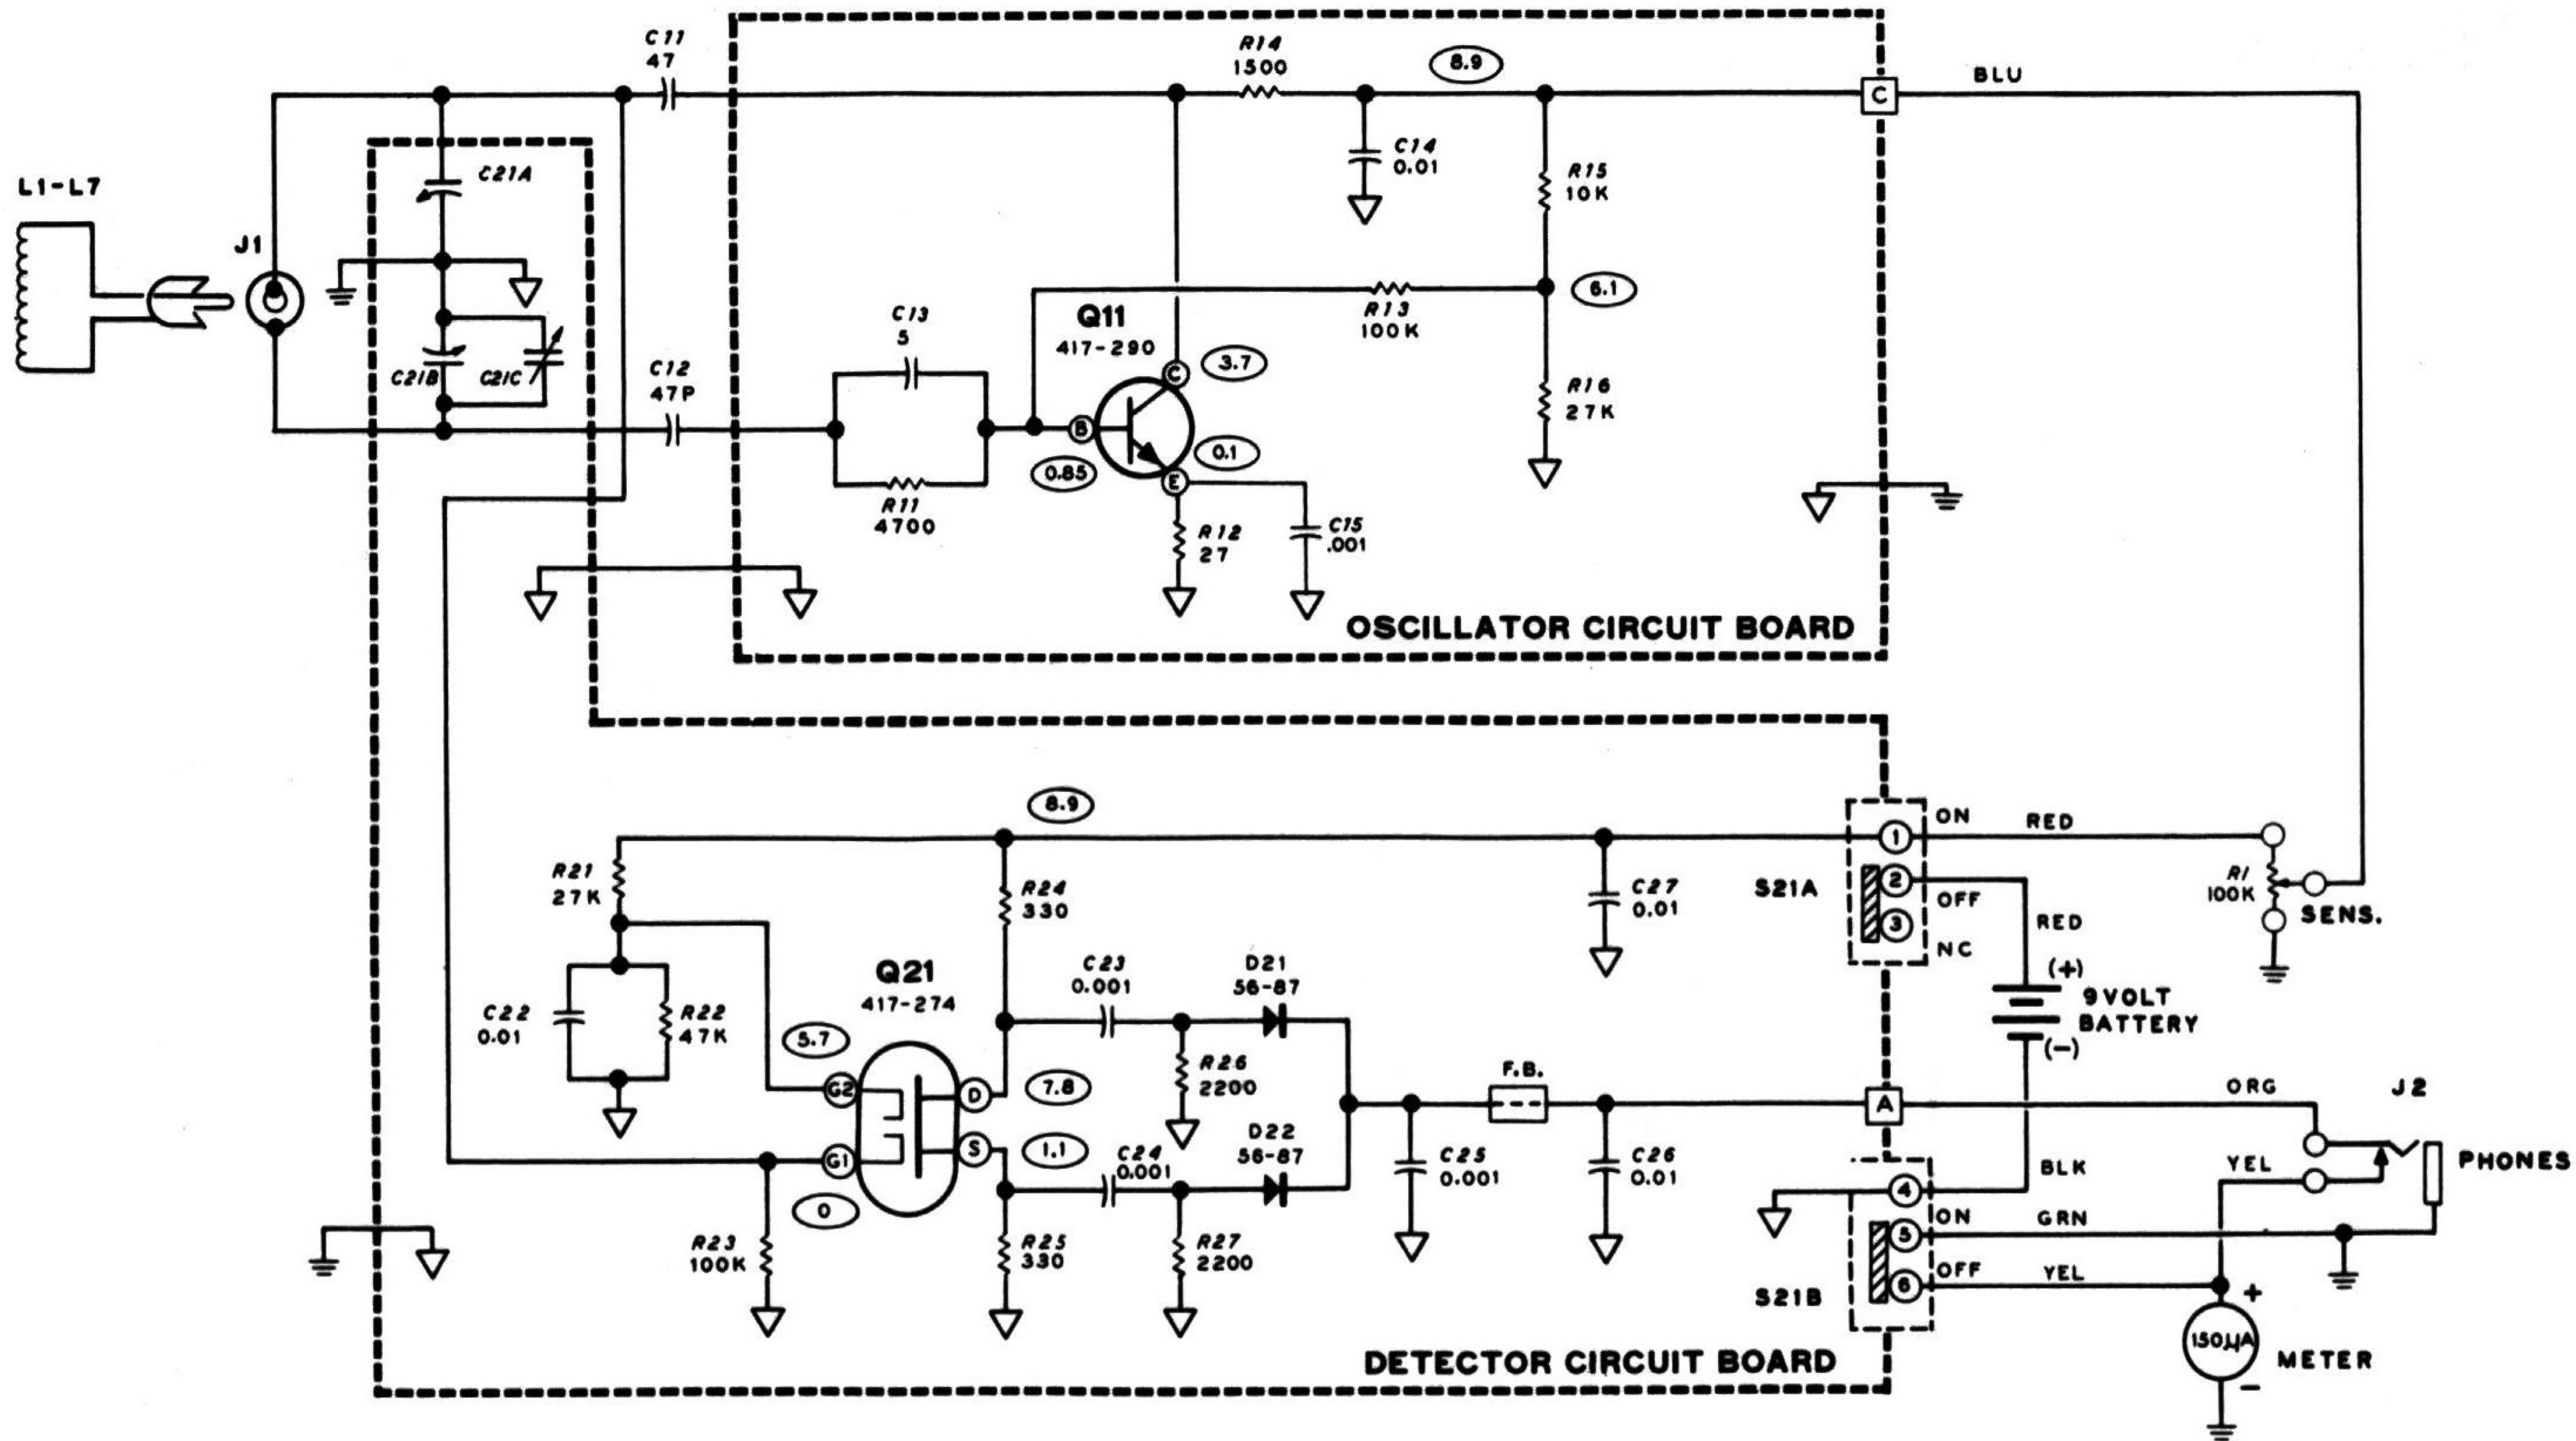 C11
47
R14
1500
8.9
C
BLU
L1-L7
J1
C21A
C14
0.01
R15
10K
C13
5
Q11
417-290
R13
100K
6.1
C
3.7
C21B
C21C
C12
47P
B
0.85
0.1
E
R16
27K
R11
4700
R12
27
C15
.001
OSCILLATOR CIRCUIT BOARD
8.9
ON
1
RED
R21
27K
R24
330
C27
0.01
S21A
2
OFF
3
NC
RED
R1
100K
SENS.
Q21
417-274
C23
0.001
D21
56-87
(+)
9 VOLT
BATTERY
(-)
C22
0.01
R22
47K
5.7
G2
D
7.8
R26
2200
F.B.
A
ORG
J2
G1
S
1.1
C24
0.001
D22
56-87
C25
0.001
C26
0.01
BLK
YEL
PHONES
0
4
ON
5
GRN
R23
100K
R25
330
R27
2200
S21B
OFF
6
YEL
+
150µA
METER
-
DETECTOR CIRCUIT BOARD